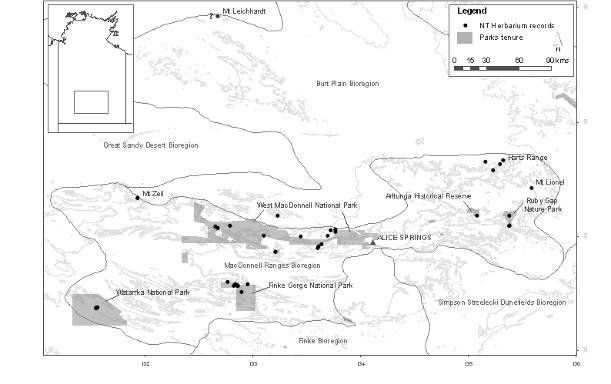 Mt Leichhardt
Legend
NT Herbarium records
Parks tenure
N
0 15 30 60 90 kms
Burt Plain Bioregion
Great Sandy Desert Bioregion
Harts Range
Mt Zeil
Mt Lionel
West MacDonnell National Park
Arltunga Historical Reserve
Ruby Gap
Nature Park
ALICE SPRINGS
MacDonnell Ranges Bioregion
Watarrka National Park
Finke Gorge National Park
Simpson Strzelecki Dunefields Bioregion
Finke Bioregion
132 133 134 135 136